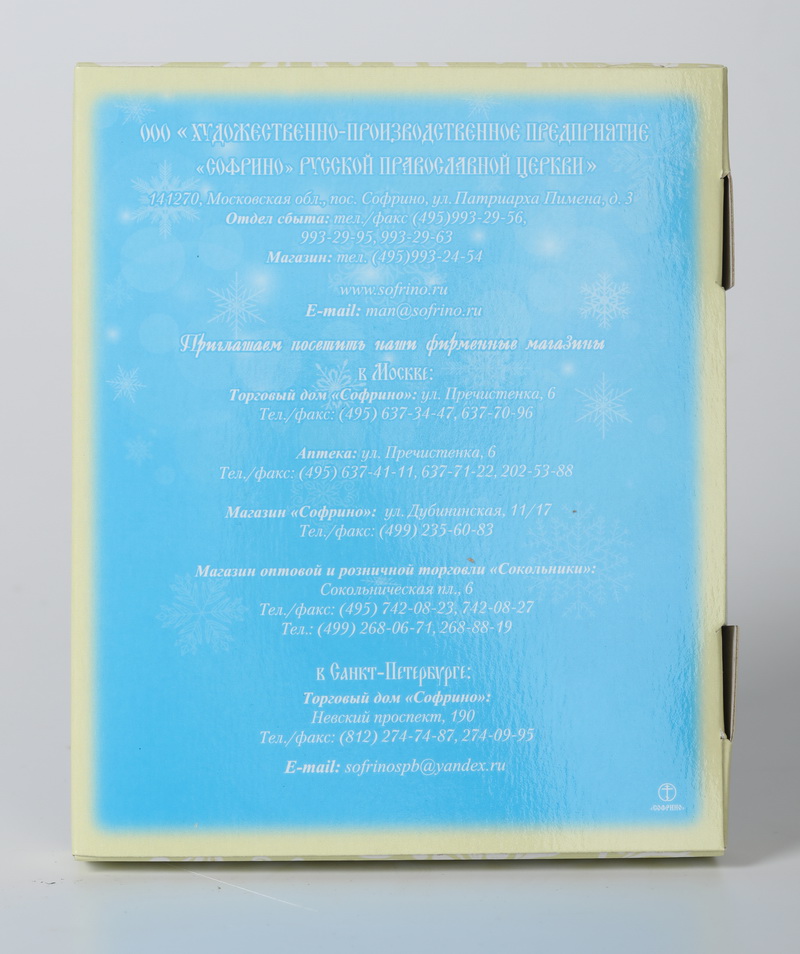 ООО « ХУДОЖЕСТВЕННО-ПРОИЗВОДСТВЕННОЕ ПРЕДПРИЯТИЕ
«СОФРИНО» РУССКОЙ ПРАВОСЛАВНОЙ ЦЕРКВИ»
141270, Московская обл., пос. Софрино, ул. Патриарха Пимена, д. 3
Отдел сбыта: тел./факс (495)993-29-56,
993-29-95, 993-29-63
Магазин: тел. (495)993-24-54
www.sofrino.ru
E-mail: man@sofrino.ru
Приглашаем посетить наши фирменные магазины
в Москве:
Торговый дом «Софрино»: ул. Пречистенка, 6
Тел./факс: (495) 637-34-47, 637-70-96
Аптека: ул. Пречистенка, 6
Тел./факс: (495) 637-41-11, 637-71-22, 202-53-88
Магазин «Софрино»: ул. Дубининская, 11/17
Тел./факс: (499) 235-60-83
Магазин оптовой и розничной торговли «Сокольники»:
Сокольническая пл., 6
Тел./факс: (495) 742-08-23, 742-08-27
Тел.: (499) 268-06-71, 268-88-19
в Санкт-Петербурге:
Торговый дом «Софрино»:
Невский проспект, 190
Тел./факс: (812) 274-74-87, 274-09-95
E-mail: sofrinospb@yandex.ru
«СОФРИНО»